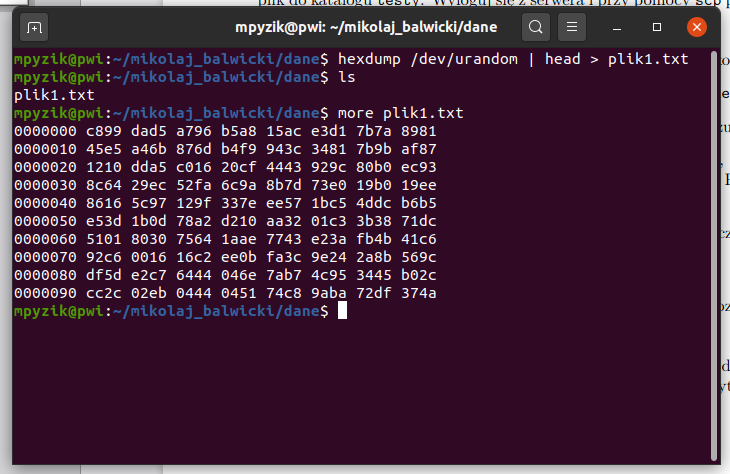 plik do katalogu testy. Wyloguj się z serwera i przy pomocy scp
mpyzik@pwi: ~/mikolaj_balwicki/dane
mpyzik@pwi:~/mikolaj_balwicki/dane$ hexdump /dev/urandom | head > plik1.txt
mpyzik@pwi:~/mikolaj_balwicki/dane$ ls
plik1.txt
mpyzik@pwi:~/mikolaj_balwicki/dane$ more plik1.txt
0000000 c899 dad5 a796 b5a8 15ac e3d1 7b7a 8981
0000010 45e5 a46b 876d b4f9 943c 3481 7b9b af87
0000020 1210 dda5 c016 20cf 4443 929c 80b0 ec93
0000030 8c64 29ec 52fa 6c9a 8b7d 73e0 19b0 19ee
0000040 8616 5c97 129f 337e ee57 1bc5 4ddc b6b5
0000050 e53d 1b0d 78a2 d210 aa32 01c3 3b38 71dc
0000060 5101 8030 7564 1aae 7743 e23a fb4b 41c6
0000070 92c6 0016 16c2 ee0b fa3c 9e24 2a8b 569c
0000080 df5d e2c7 6444 046e 7ab7 4c95 3445 b02c
0000090 cc2c 02eb 0444 0451 74c8 9aba 72df 374a
mpyzik@pwi:~/mikolaj_balwicki/dane$